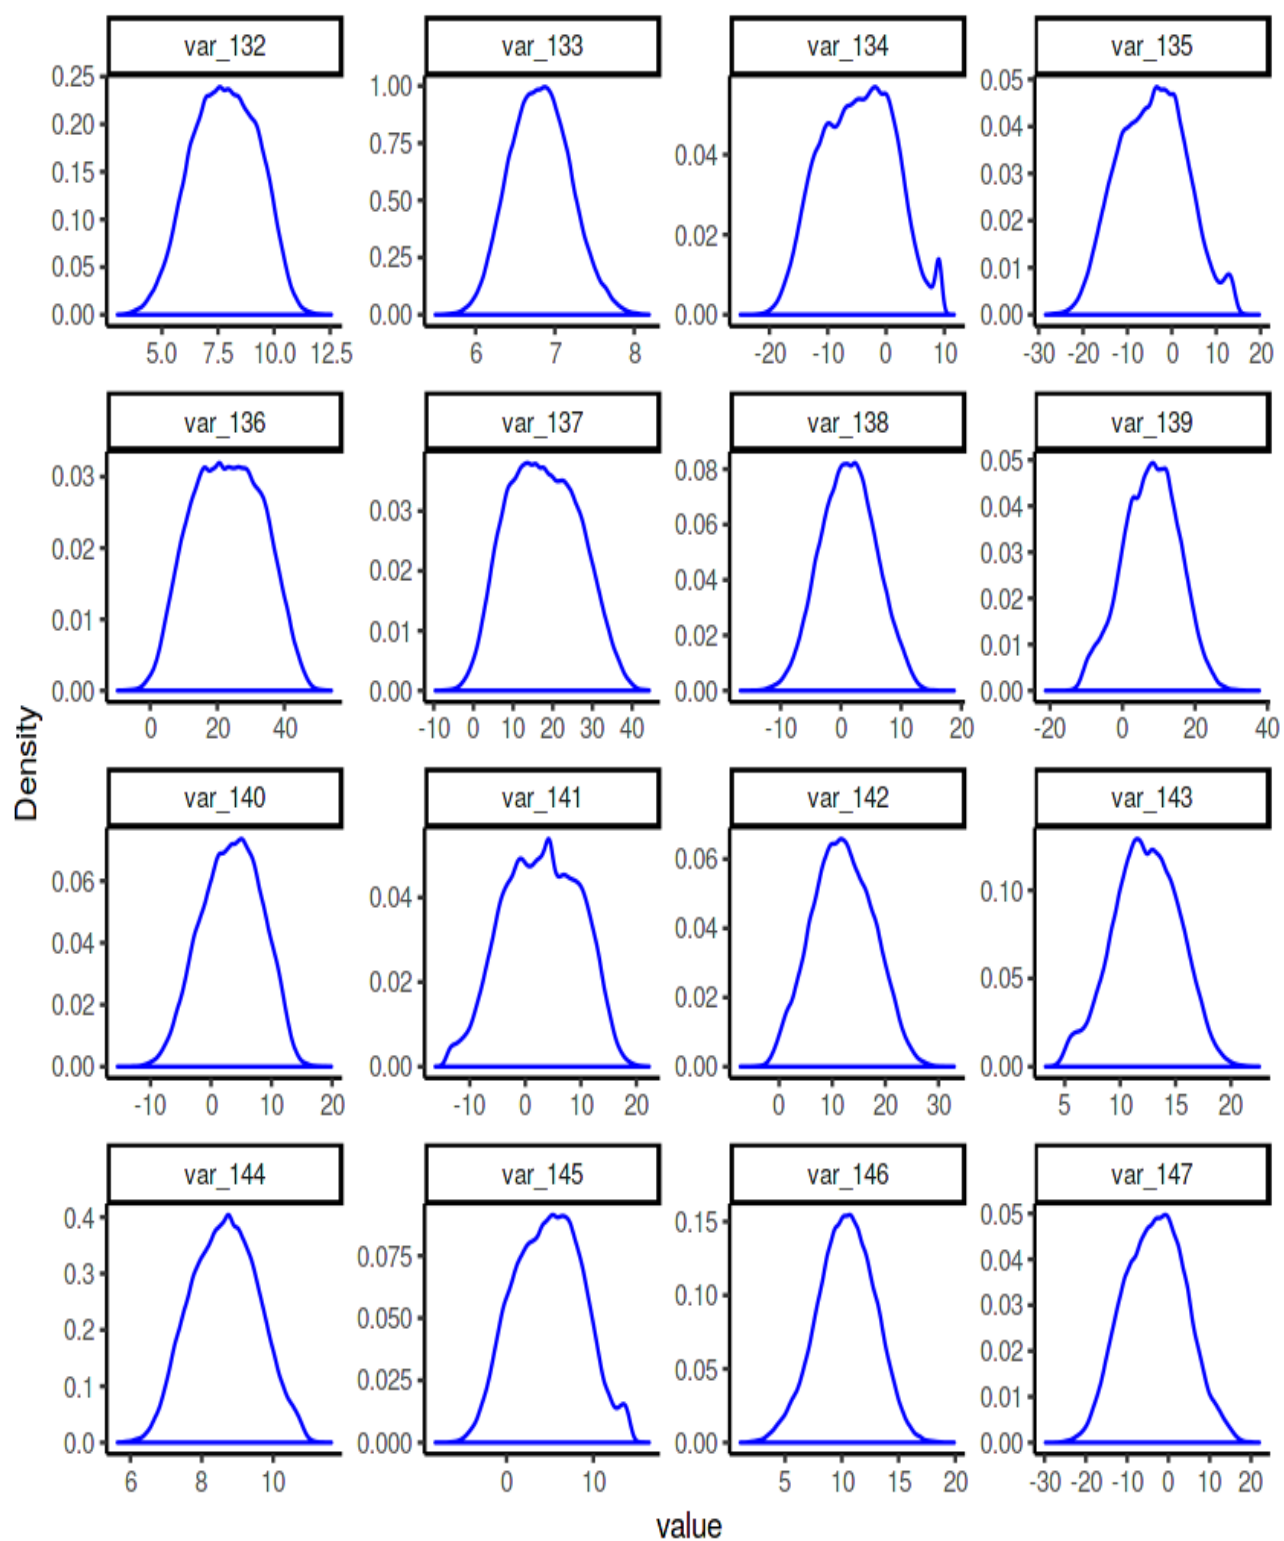 var_132 var_133 var_134 var_135
0.25 1.00 0.04 0.05
0.20 0.75 0.02 0.04
0.15 0.50 0.00 0.03
0.10 0.25 0.02
0.05 0.00 0.01
0.00 0.00
5.0 7.5 10.0 12.5 6 7 8 -20 -10 0 10 -30 -20 -10 0 10 20
var_136 var_137 var_138 var_139
0.03 0.03 0.08 0.05
0.02 0.02 0.06 0.04
0.01 0.01 0.04 0.03
0.00 0.00 0.02 0.02
0.00 0.01
0.00
0 20 40 -10 0 10 20 30 40 -10 0 10 20 -20 0 20 40
Density
var_140 var_141 var_142 var_143
0.06 0.04 0.06 0.10
0.04 0.02 0.04 0.05
0.02 0.00 0.02 0.00
0.00 0.00
-10 0 10 20 -10 0 10 20 0 10 20 30 5 10 15 20
var_144 var_145 var_146 var_147
0.4 0.075 0.15 0.05
0.3 0.050 0.10 0.04
0.2 0.025 0.05 0.03
0.1 0.000 0.00 0.02
0.0 0.01
0.00
6 8 10 0 10 5 10 15 20 -30 -20 -10 0 10 20
value